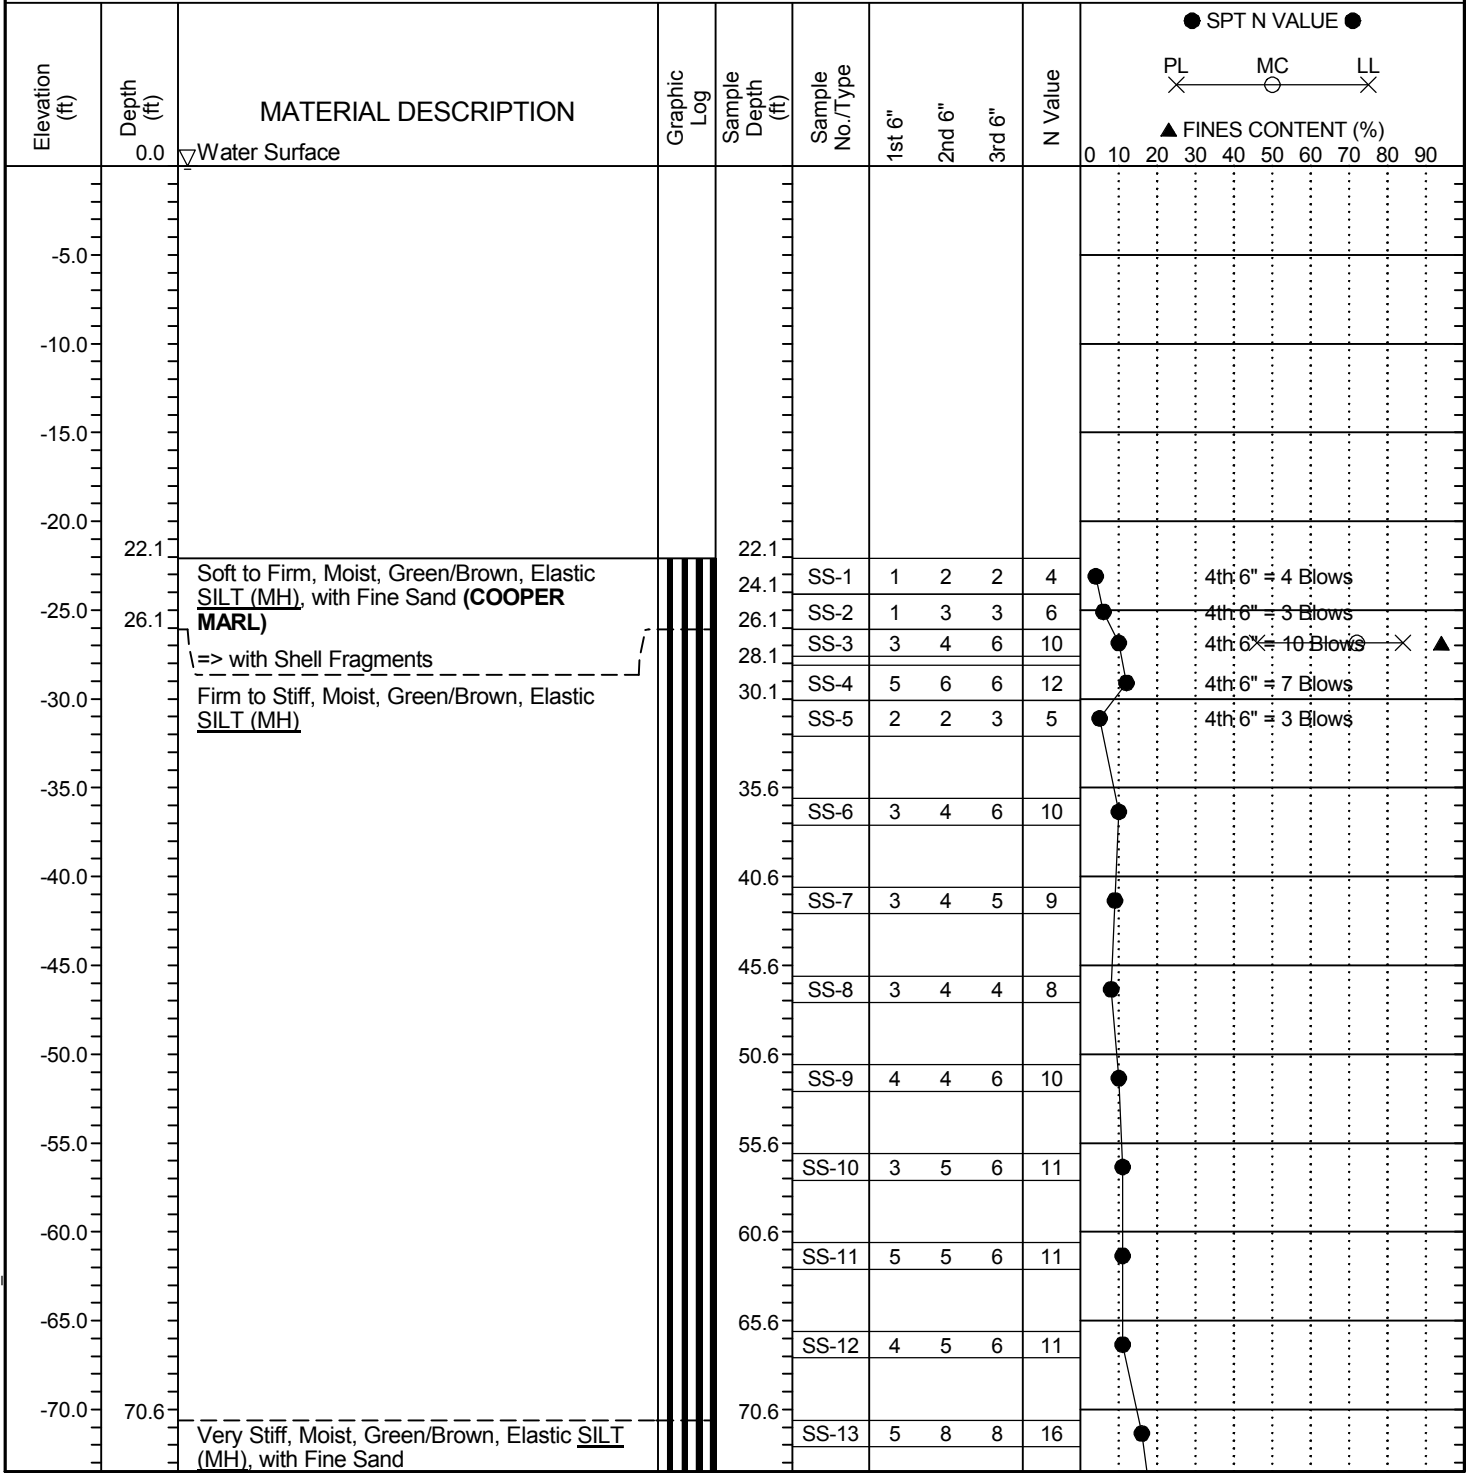 ● SPT N VALUE ●
PL MC LL
▲ FINES CONTENT (%)
Elevation (ft)
Depth (ft)
MATERIAL DESCRIPTION
Graphic Log
Sample Depth (ft)
Sample No./Type
1st 6"
2nd 6"
3rd 6"
N Value
0.0 Water Surface
0 10 20 30 40 50 60 70 80 90
-5.0
-10.0
-15.0
-20.0
22.1 22.1
Soft to Firm, Moist, Green/Brown, Elastic
SILT (MH), with Fine Sand (COOPER
MARL)
24.1 SS-1 1 2 2 4 4th 6" = 4 Blows
-25.0 26.1 26.1 SS-2 1 3 3 6 4th 6" = 3 Blows
28.1 SS-3 3 4 6 10 4th 6" = 10 Blows
=> with Shell Fragments
-30.0 30.1 SS-4 5 6 6 12 4th 6" = 7 Blows
Firm to Stiff, Moist, Green/Brown, Elastic
SILT (MH)
SS-5 2 2 3 5 4th 6" = 3 Blows
-35.0 35.6
SS-6 3 4 6 10
-40.0 40.6
SS-7 3 4 5 9
-45.0 45.6
SS-8 3 4 4 8
-50.0 50.6
SS-9 4 4 6 10
-55.0 55.6
SS-10 3 5 6 11
-60.0 60.6
SS-11 5 5 6 11
-65.0 65.6
SS-12 4 5 6 11
-70.0 70.6 70.6
Very Stiff, Moist, Green/Brown, Elastic SILT
(MH), with Fine Sand
SS-13 5 8 8 16